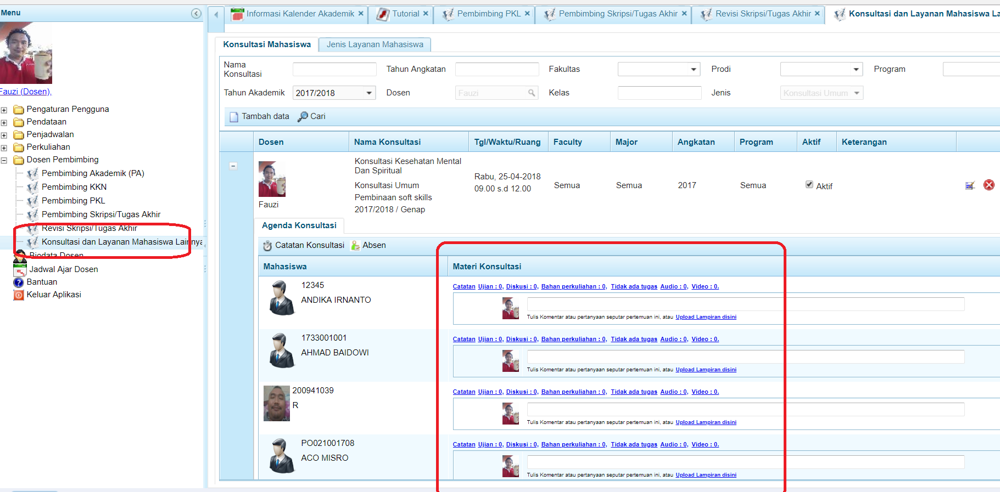 Menu
Informasi Kalender Akademik
Tutorial
Pembimbing PKL
Pembimbing Skripsi/Tugas Akhir
Revisi Skripsi/Tugas Akhir
Konsultasi dan Layanan Mahasiswa La
Fauzi (Dosen),
Pengaturan Pengguna
Pendataan
Penjadwalan
Perkuliahan
Dosen Pembimbing
Pembimbing Akademik (PA)
Pembimbing KKN
Pembimbing PKL
Pembimbing Skripsi/Tugas Akhir
Revisi Skripsi/Tugas Akhir
Konsultasi dan Layanan Mahasiswa Lainnya
Biodata Dosen
Jadwal Ajar Dosen
Bantuan
Keluar Aplikasi
Konsultasi Mahasiswa Jenis Layanan Mahasiswa
Nama Konsultasi Tahun Angkatan Fakultas Prodi Program
Tahun Akademik 2017/2018 Dosen Fauzi Kelas Jenis Konsultasi Umum
Tambah data Cari
Dosen Nama Konsultasi Tgl/Waktu/Ruang Faculty Major Angkatan Program Aktif Keterangan
Fauzi
Konsultasi Kesehatan Mental
Dan Spiritual
Konsultasi Umum
Pembinaan soft skills
2017/2018 / Genap
Rabu, 25-04-2018
09.00 s.d 12.00
Semua Semua 2017 Semua Aktif
Agenda Konsultasi
Catatan Konsultasi Absen
Mahasiswa Materi Konsultasi
12345
ANDIKA IRNANTO
Catatan Ujian : 0, Diskusi : 0, Bahan perkuliahan : 0, Tidak ada tugas Audio : 0, Video : 0.
Tulis Komentar atau pertanyaan seputar pertemuan ini, atau Upload Lampiran disini
1733001001
AHMAD BAIDOWI
Catatan Ujian : 0, Diskusi : 0, Bahan perkuliahan : 0, Tidak ada tugas Audio : 0, Video : 0.
Tulis Komentar atau pertanyaan seputar pertemuan ini, atau Upload Lampiran disini
200941039
R
Catatan Ujian : 0, Diskusi : 0, Bahan perkuliahan : 0, Tidak ada tugas Audio : 0, Video : 0.
Tulis Komentar atau pertanyaan seputar pertemuan ini, atau Upload Lampiran disini
PO021001708
ACO MISRO
Catatan Ujian : 0, Diskusi : 0, Bahan perkuliahan : 0, Tidak ada tugas Audio : 0, Video : 0.
Tulis Komentar atau pertanyaan seputar pertemuan ini, atau Upload Lampiran disini